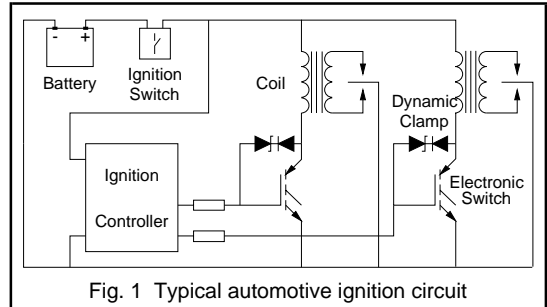 - +
Battery
Ignition
Switch
Coil
Dynamic
Clamp
Ignition
Controller
Electronic
Switch
Fig. 1 Typical automotive ignition circuit